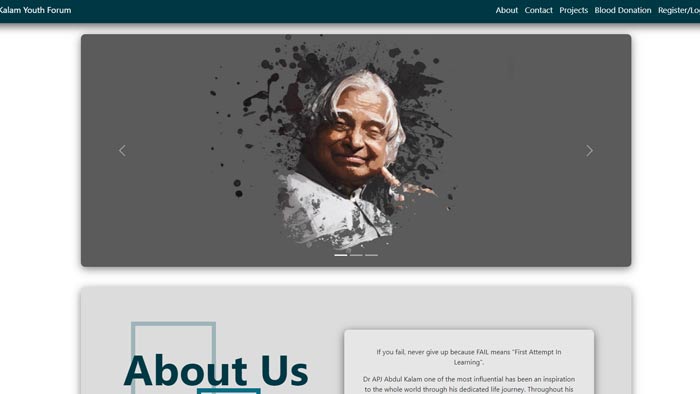 Kalam Youth Forum
About Contact Projects Blood Donation Register/Lo
If you fail, never give up because FAIL means "First Attempt In
Learning".
About Us
Dr APJ Abdul Kalam one of the most influential has been an inspiration
to the whole world through his dedicated life journey. Throughout his